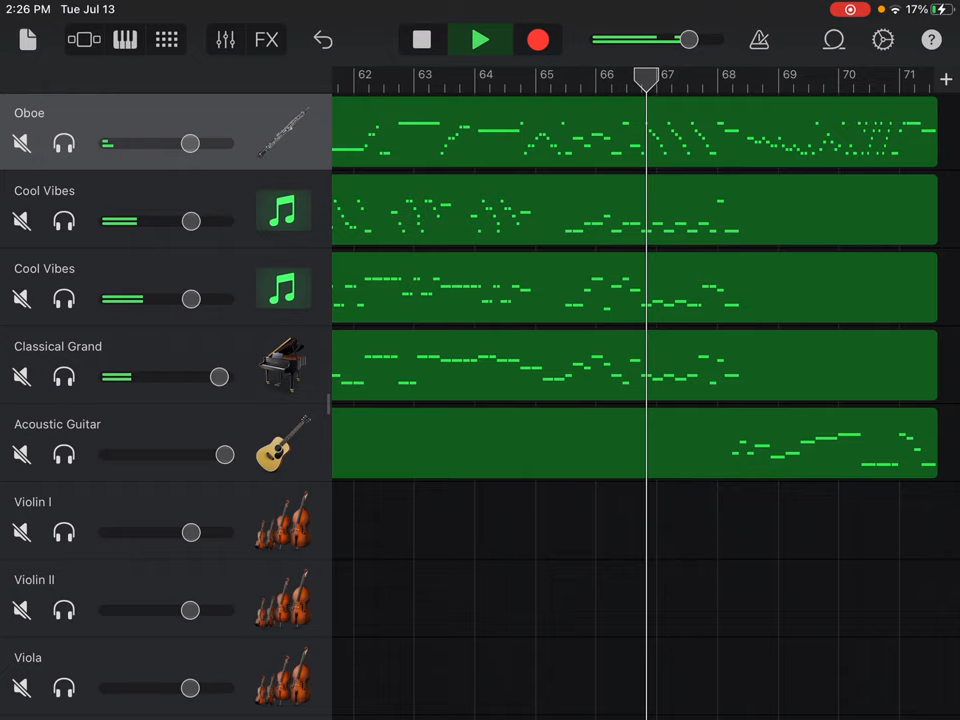 2:26 PM Tue Jul 13
17%
FX
?
62 63 64 65 66 67 68 69 70 71
+
Oboe
Cool Vibes
Cool Vibes
Classical Grand
Acoustic Guitar
Violin I
Violin II
Viola